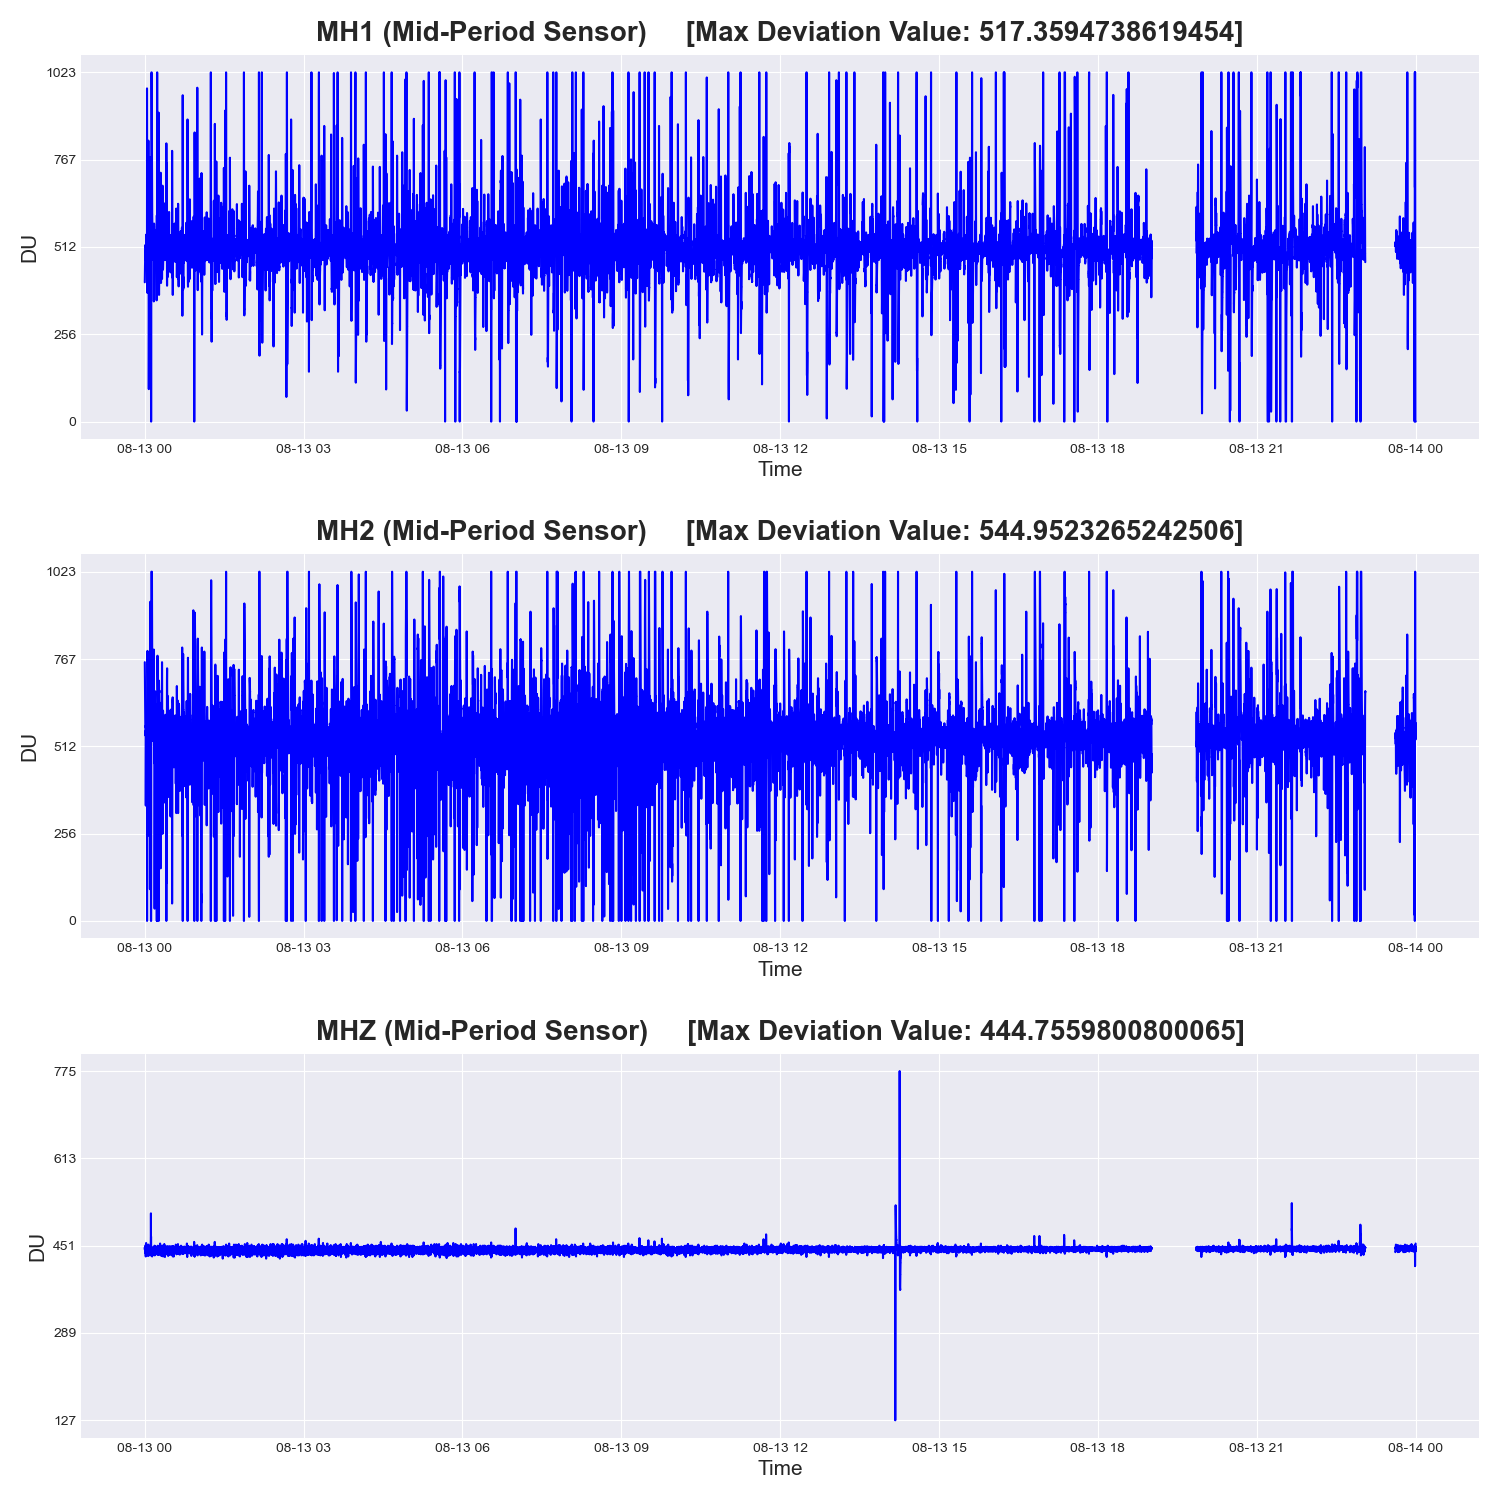 MH1 (Mid-Period Sensor) [Max Deviation Value: 517.3594738619454]
1023
767
512
256
0
DU
08-13 00 08-13 03 08-13 06 08-13 09 08-13 12 08-13 15 08-13 18 08-13 21 08-14 00
Time
MH2 (Mid-Period Sensor) [Max Deviation Value: 544.9523265242506]
1023
767
512
256
0
DU
08-13 00 08-13 03 08-13 06 08-13 09 08-13 12 08-13 15 08-13 18 08-13 21 08-14 00
Time
MHZ (Mid-Period Sensor) [Max Deviation Value: 444.7559800800065]
775
613
451
289
127
DU
08-13 00 08-13 03 08-13 06 08-13 09 08-13 12 08-13 15 08-13 18 08-13 21 08-14 00
Time